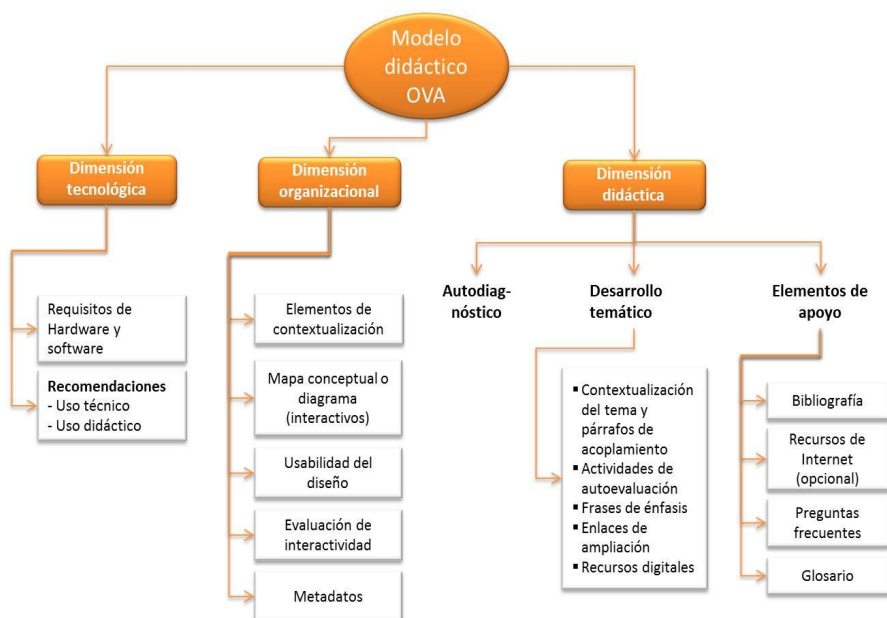 Modelo
didáctico
OVA
Dimensión
tecnológica
Requisitos de
Hardware y
software
Recomendaciones
- Uso técnico
- Uso didáctico
Dimensión
organizacional
Elementos de
contextualización
Mapa conceptual o
diagrama
(interactivos)
Usabilidad del
diseño
Evaluación de
interactividad
Metadatos
Dimensión
didáctica
Autodiag-
nóstico
Desarrollo
temático
▪ Contextualización
del tema y
párrafos de
acoplamiento
▪ Actividades de
autoevaluación
▪ Frases de énfasis
▪ Enlaces de
ampliación
▪ Recursos digitales
Elementos de
apoyo
Bibliografía
Recursos de
Internet
(opcional)
Preguntas
frecuentes
Glosario